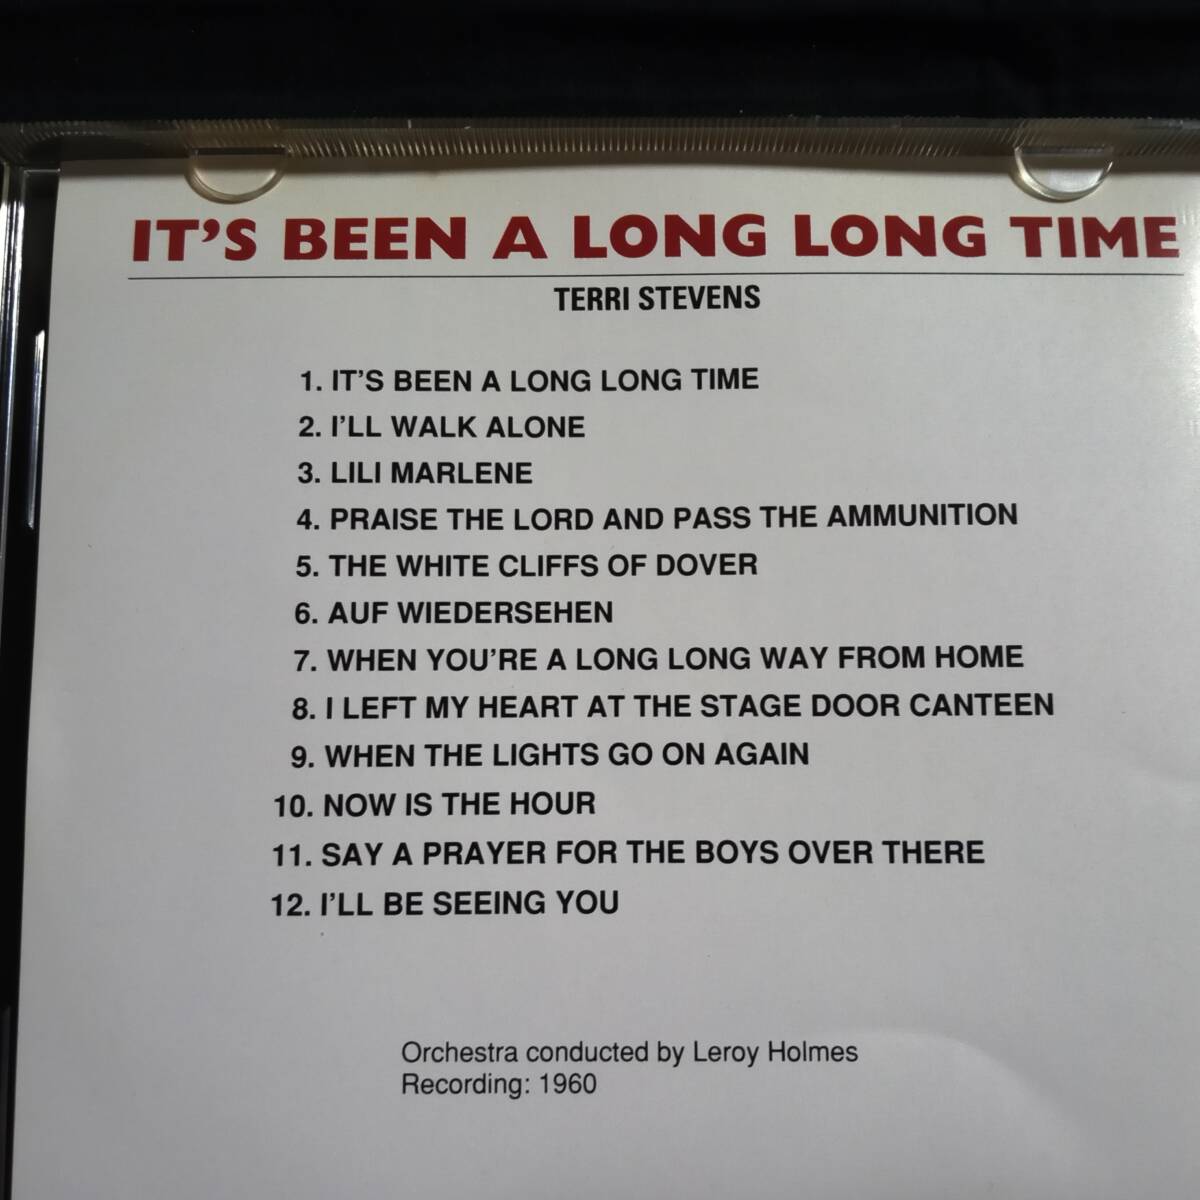 IT'S BEEN A LONG LONG TIME
TERRI STEVENS
1. IT'S BEEN A LONG LONG TIME
2. I'LL WALK ALONE
3. LILI MARLENE
4. PRAISE THE LORD AND PASS THE AMMUNITION
5. THE WHITE CLIFFS OF DOVER
6. AUF WIEDERSEHEN
7. WHEN YOU'RE A LONG LONG WAY FROM HOME
8. I LEFT MY HEART AT THE STAGE DOOR CANTEEN
9. WHEN THE LIGHTS GO ON AGAIN
10. NOW IS THE HOUR
11. SAY A PRAYER FOR THE BOYS OVER THERE
12. I'LL BE SEEING YOU
Orchestra conducted by Leroy Holmes
Recording: 1960